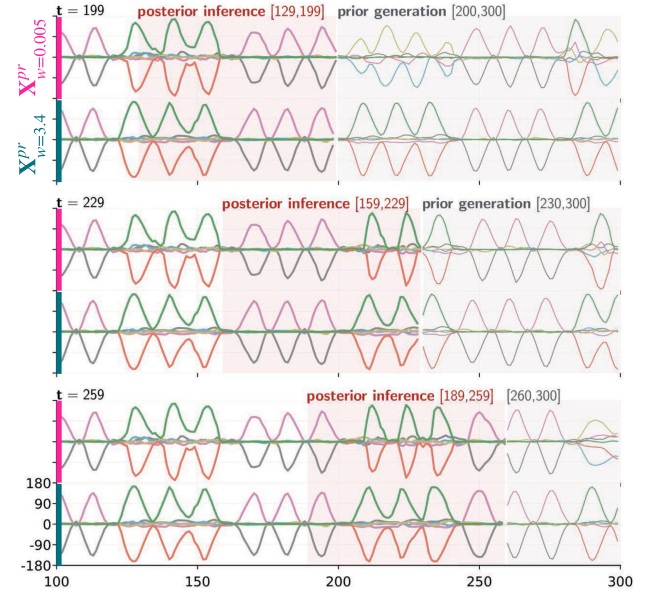 t = 199 posterior inference [129,199] prior generation [200,300]
X^{pr}_{w=0.005}
X^{pr}_{w=3.4}
t = 229 posterior inference [159,229] prior generation [230,300]
t = 259 posterior inference [189,259] [260,300]
180
90
0
-90
-180
100 150 200 250 300